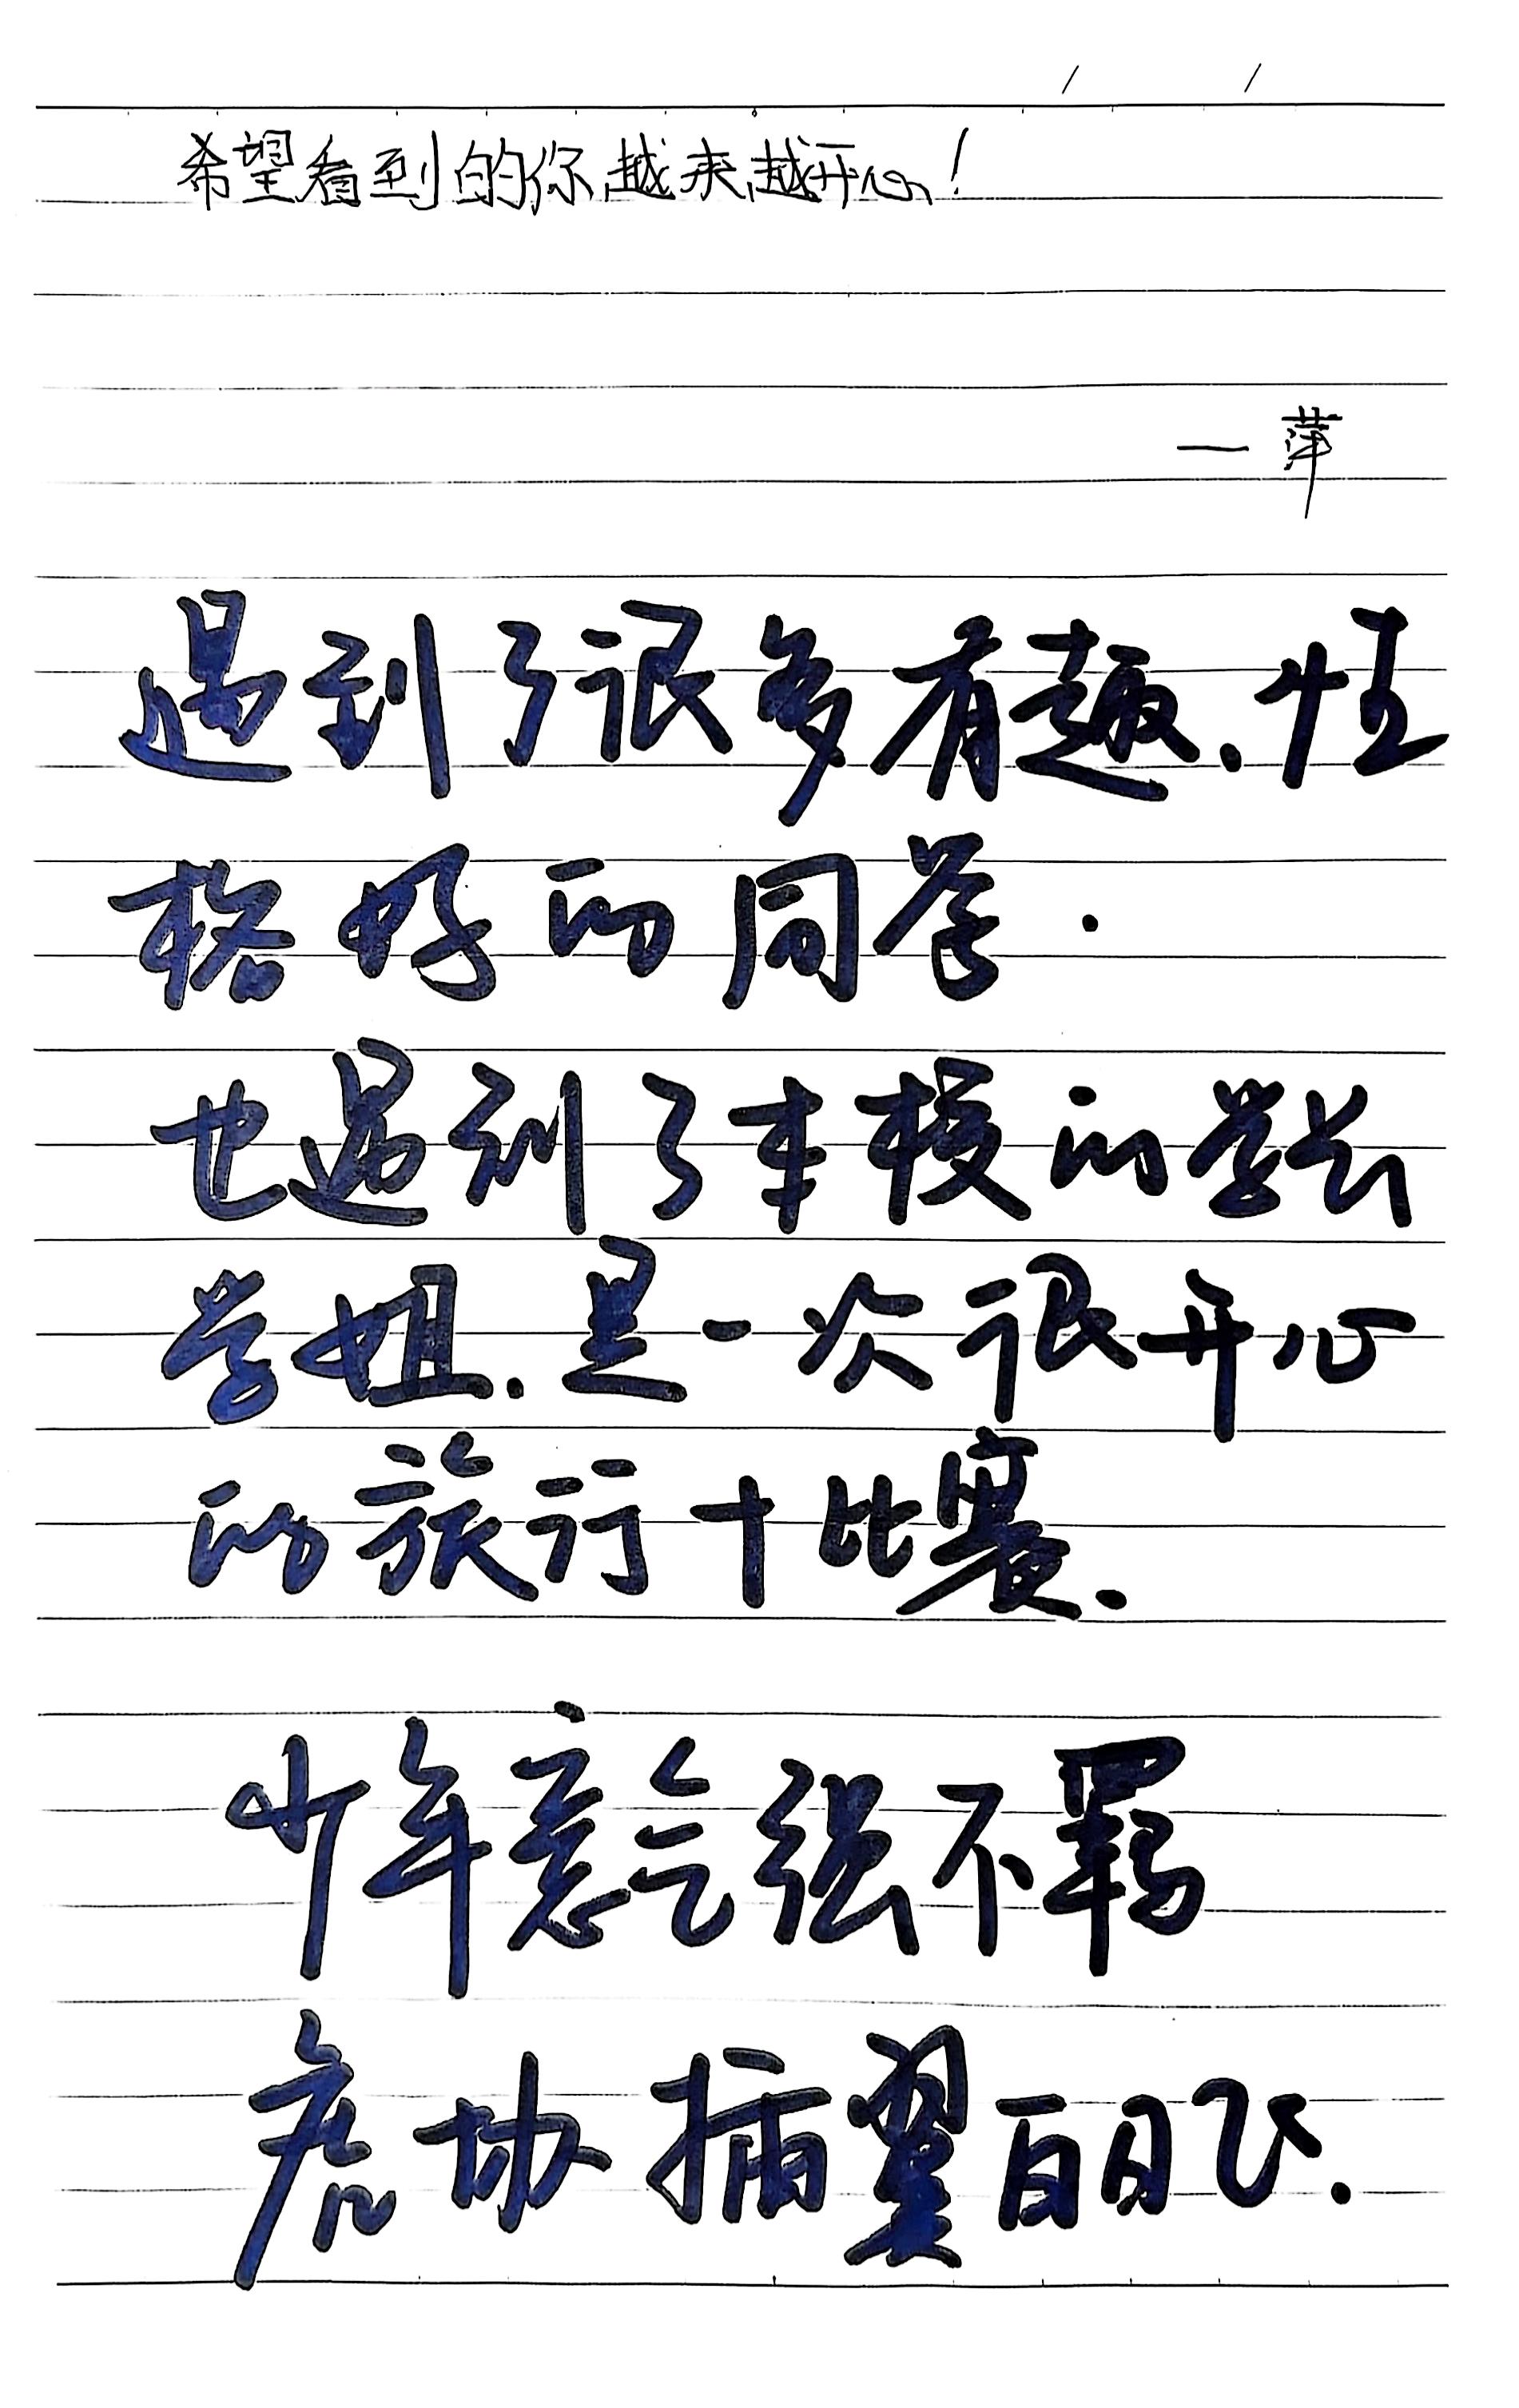 希望看到的你越来越开心!
— 萍
遇到了很多有趣、性
格好的同学.
也遇到了本校的学长
学姐.是一次很开心
的旅行+比赛.
少年意气强不羁
虎协插翼白日飞.